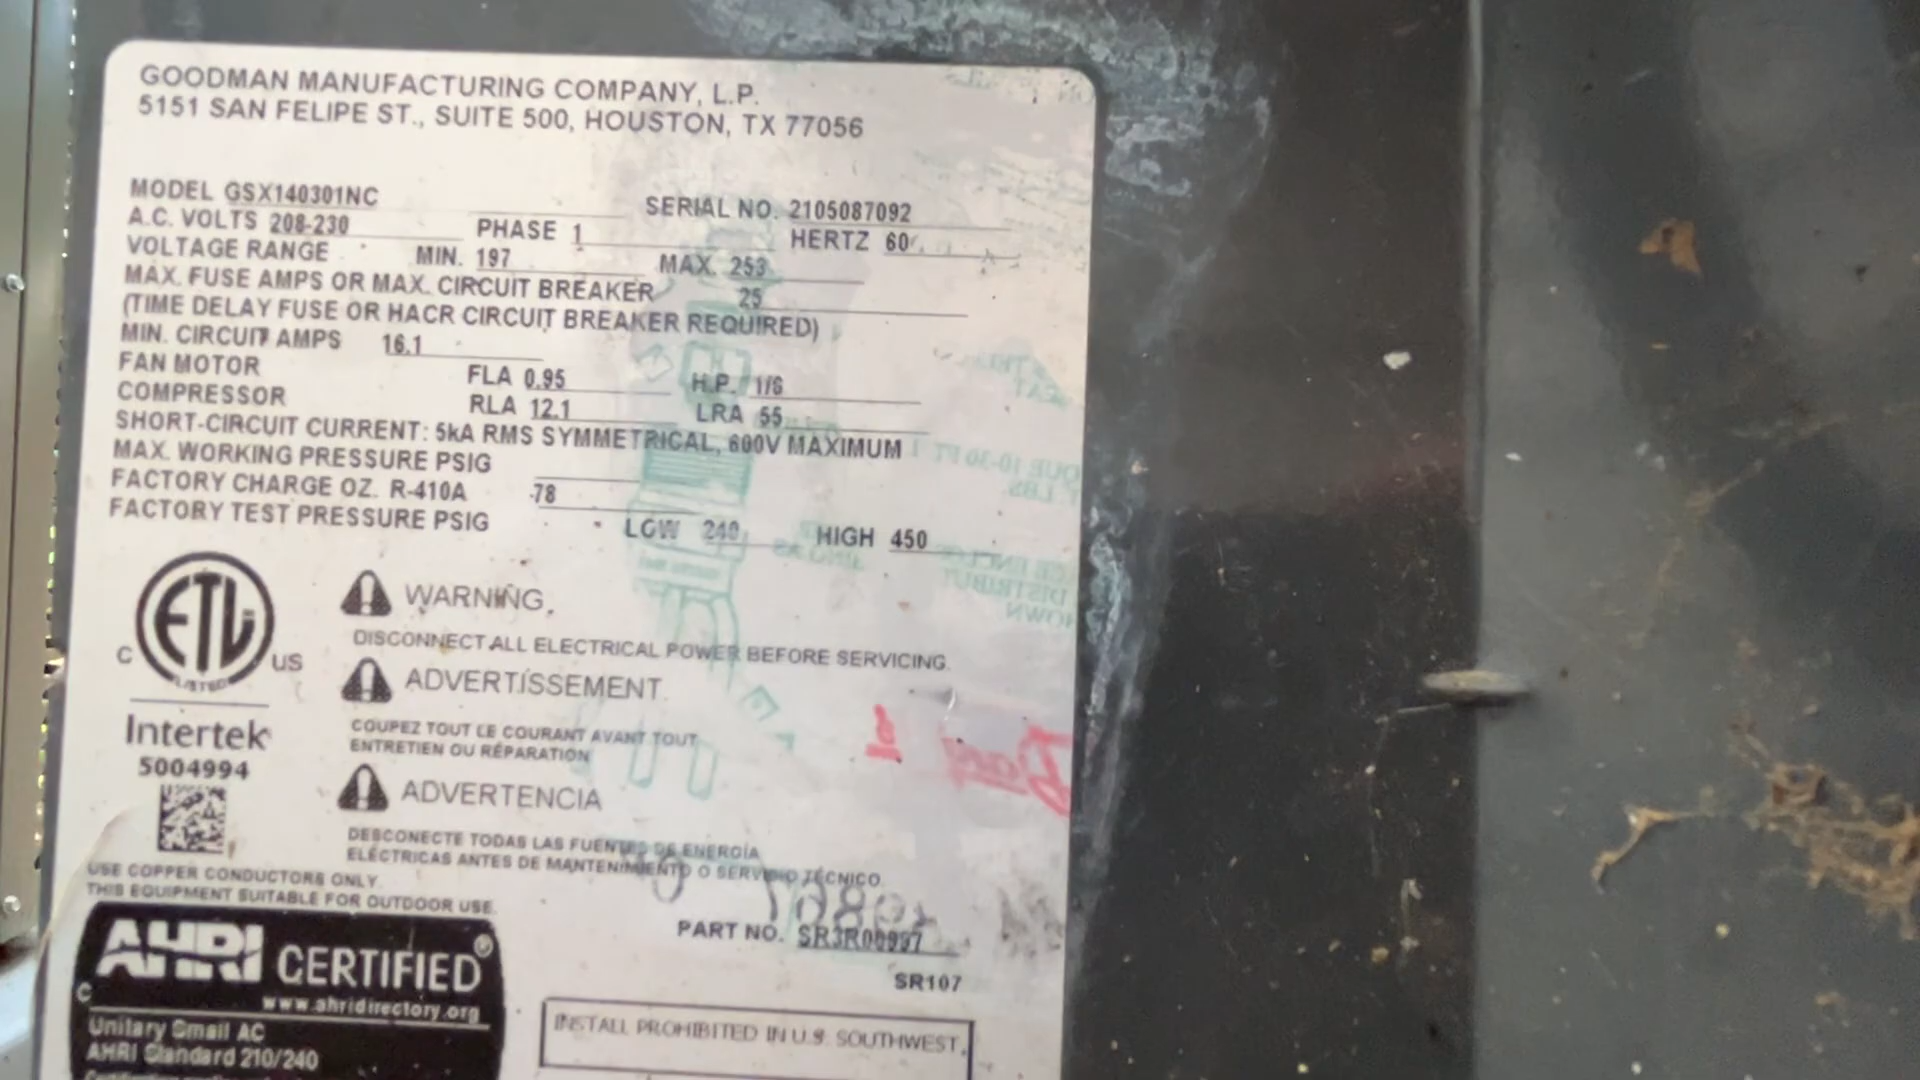 GOODMAN MANUFACTURING COMPANY, L.P.
5151 SAN FELIPE ST., SUITE 500, HOUSTON, TX 77056
MODEL GSX140301NC SERIAL NO. 2105087092
A.C. VOLTS 208-230 PHASE 1 HERTZ 60
VOLTAGE RANGE MIN. 197 MAX. 253
MAX. FUSE AMPS OR MAX. CIRCUIT BREAKER 25
(TIME DELAY FUSE OR HACR CIRCUIT BREAKER REQUIRED)
MIN. CIRCUIT AMPS 16.1
FAN MOTOR FLA 0.95 H.P. 1/6
COMPRESSOR RLA 12.1 LRA 55
SHORT-CIRCUIT CURRENT: 5kA RMS SYMMETRICAL, 600V MAXIMUM
MAX. WORKING PRESSURE PSIG
FACTORY CHARGE OZ. R-410A 78
FACTORY TEST PRESSURE PSIG LOW 240 HIGH 450
ETL
C US
LISTED
Intertek
5004994
WARNING
DISCONNECT ALL ELECTRICAL POWER BEFORE SERVICING.
ADVERTISSEMENT
COUPEZ TOUT LE COURANT AVANT TOUT
ENTRETIEN OU RÉPARATION
ADVERTENCIA
DESCONECTE TODAS LAS FUENTES DE ENERGÍA
ELÉCTRICAS ANTES DE MANTENIMIENTO O SERVICIO TÉCNICO
USE COPPER CONDUCTORS ONLY.
THIS EQUIPMENT SUITABLE FOR OUTDOOR USE.
PART NO. SR3R00997
SR107
AHRI CERTIFIED®
C
www.ahridirectory.org
Unitary Small AC
AHRI Standard 210/240
INSTALL PROHIBITED IN U.S. SOUTHWEST.